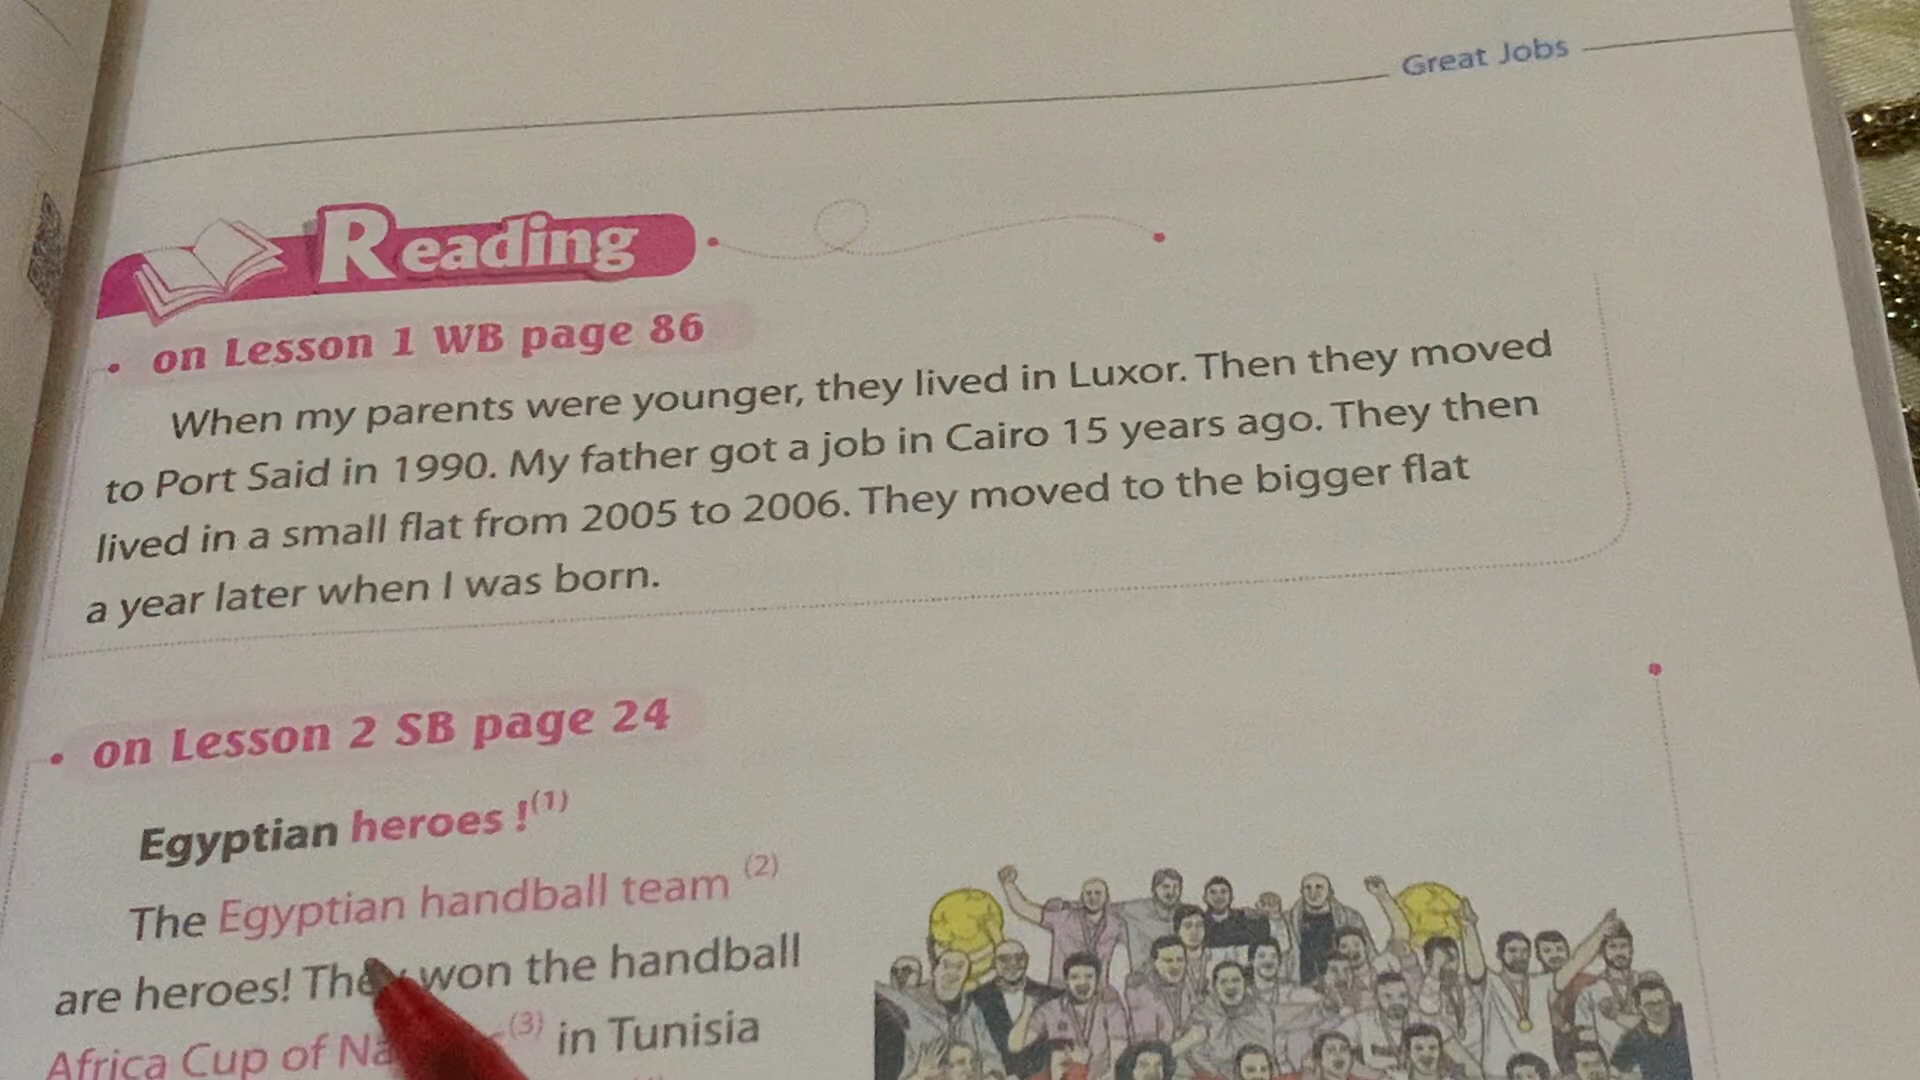 Great Jobs
Reading
• on Lesson 1 WB page 86
When my parents were younger, they lived in Luxor. Then they moved
to Port Said in 1990. My father got a job in Cairo 15 years ago. They then
lived in a small flat from 2005 to 2006. They moved to the bigger flat
a year later when I was born.
• on Lesson 2 SB page 24
Egyptian heroes !(1)
The Egyptian handball team (2)
are heroes! They won the handball
Africa Cup of (3) in Tunisia